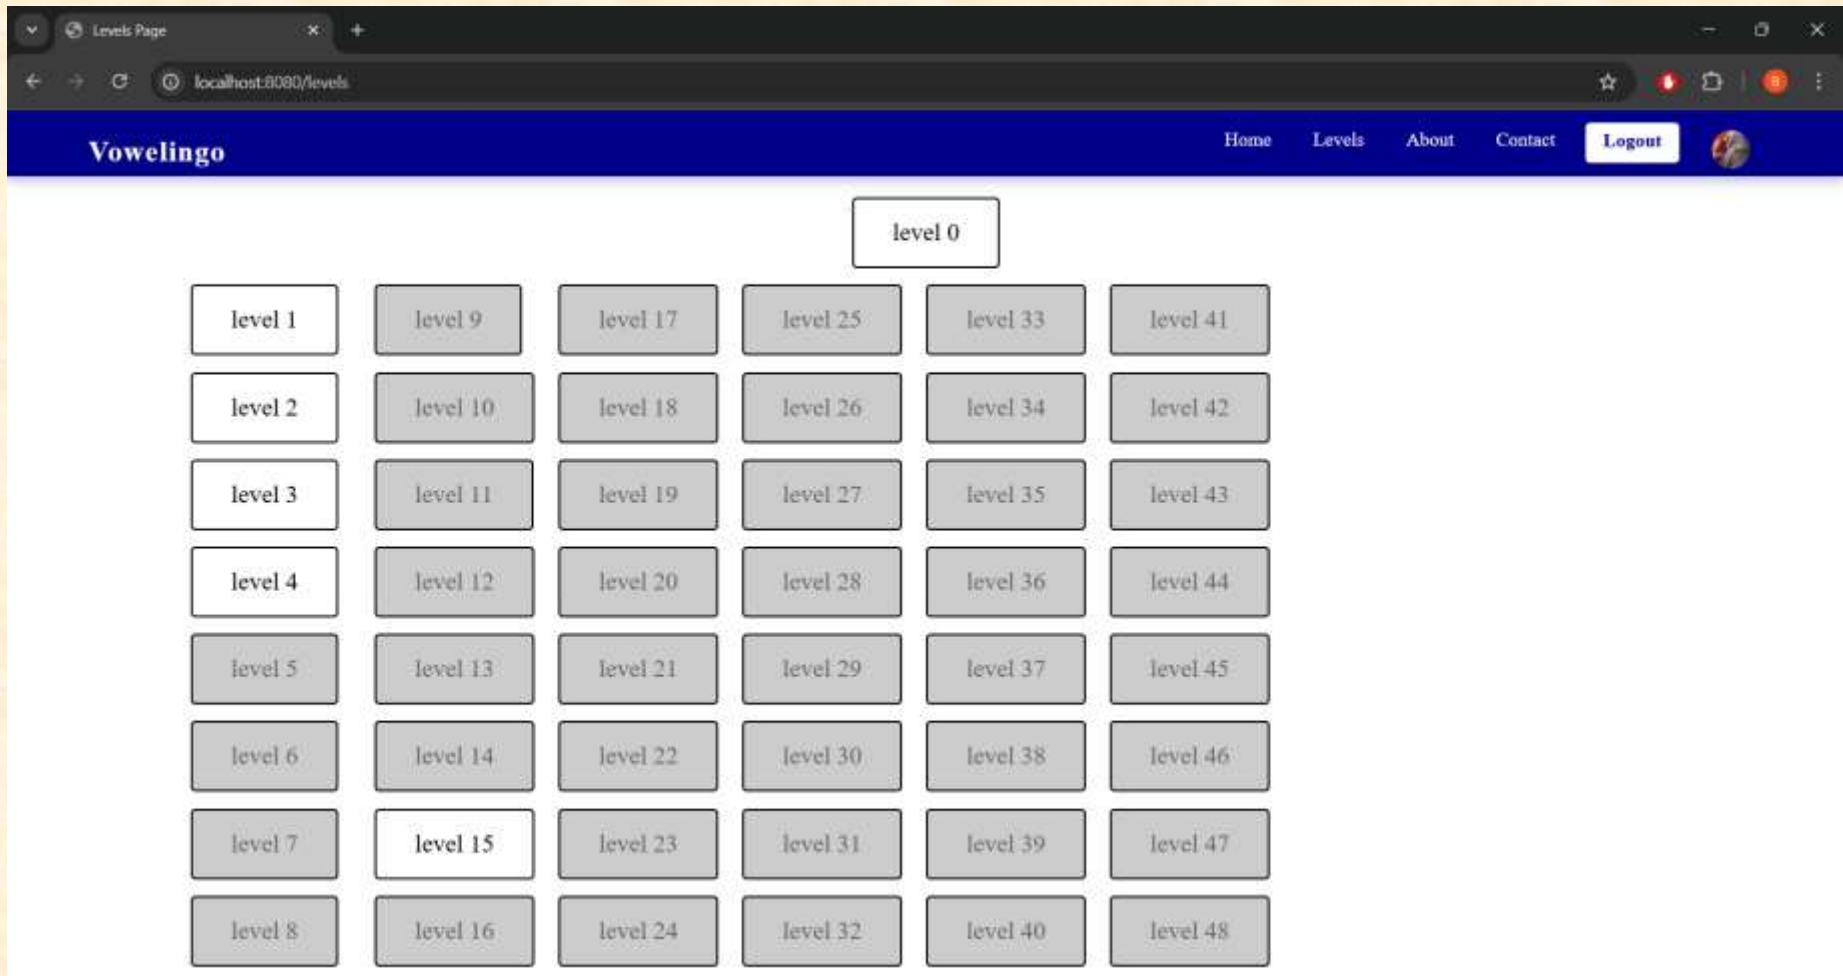 Levels Page
localhost:8080/levels
Vowelingo Home Levels About Contact Logout
level 0
level 1 level 9 level 17 level 25 level 33 level 41
level 2 level 10 level 18 level 26 level 34 level 42
level 3 level 11 level 19 level 27 level 35 level 43
level 4 level 12 level 20 level 28 level 36 level 44
level 5 level 13 level 21 level 29 level 37 level 45
level 6 level 14 level 22 level 30 level 38 level 46
level 7 level 15 level 23 level 31 level 39 level 47
level 8 level 16 level 24 level 32 level 40 level 48